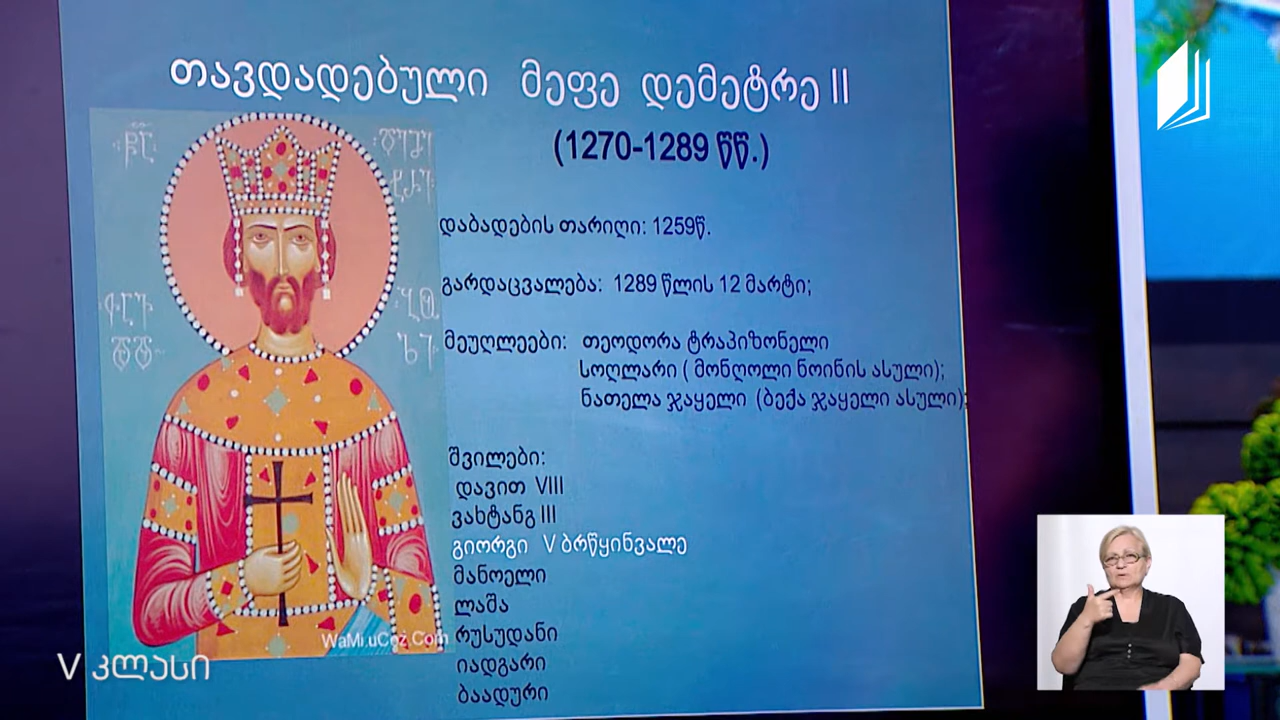 თავდადებული მეფე დემეტრე II
(1270-1289 წწ.)
დაბადების თარიღი: 1259წ.
გარდაცვალება: 1289 წლის 12 მარტი;
მეუღლეები: თეოდორა ტრაპიზონელი
სოღლარი ( მონღოლი ნოინის ასული);
ნათელა ჯაყელი (ბექა ჯაყელი ასული);
შვილები:
დავით VIII
ვახტანგ III
გიორგი V ბრწყინვალე
მანოელი
ლაშა
რუსუდანი
იადგარი
ბაადური
WaMi.uCoz.Com
V კლასი